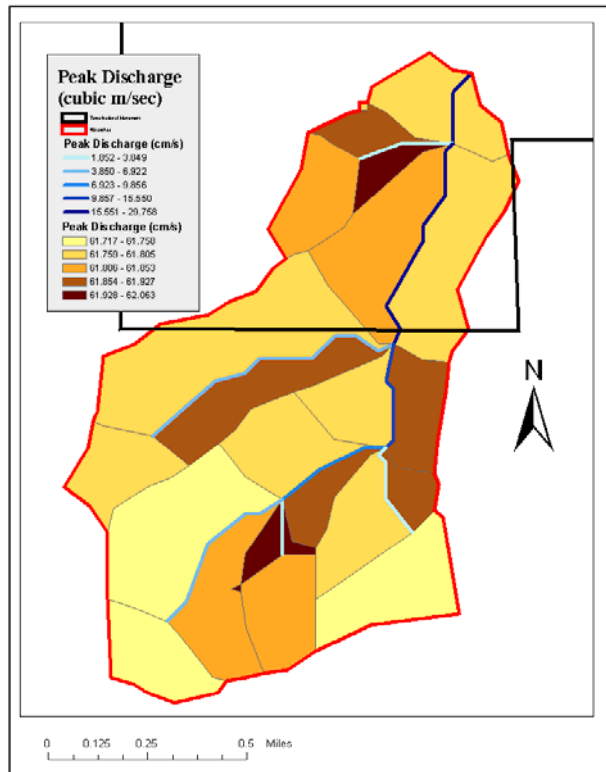 Peak Discharge
(cubic m/sec)
Peak Discharge (cm/s)
1.052 - 3.849
3.850 - 6.922
6.923 - 9.856
9.857 - 15.550
15.551 - 29.758
Peak Discharge (cm/s)
61.717 - 61.758
61.759 - 61.805
61.806 - 61.853
61.854 - 61.927
61.928 - 62.063
N
0 0.125 0.25 0.5 Miles